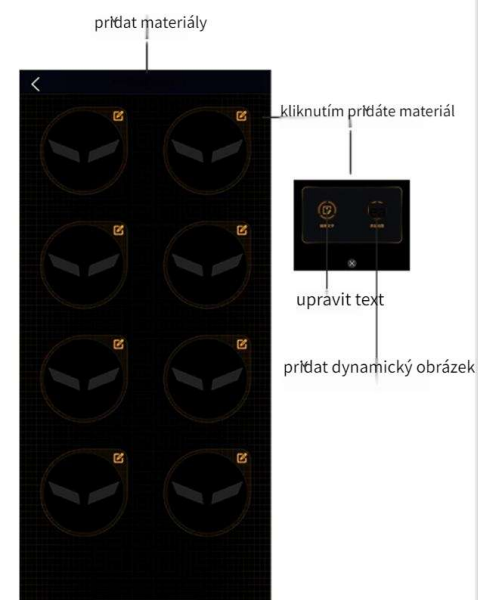 přidat materiály
kliknutím přidáte materiál
upravit text
přidat dynamický obrázek